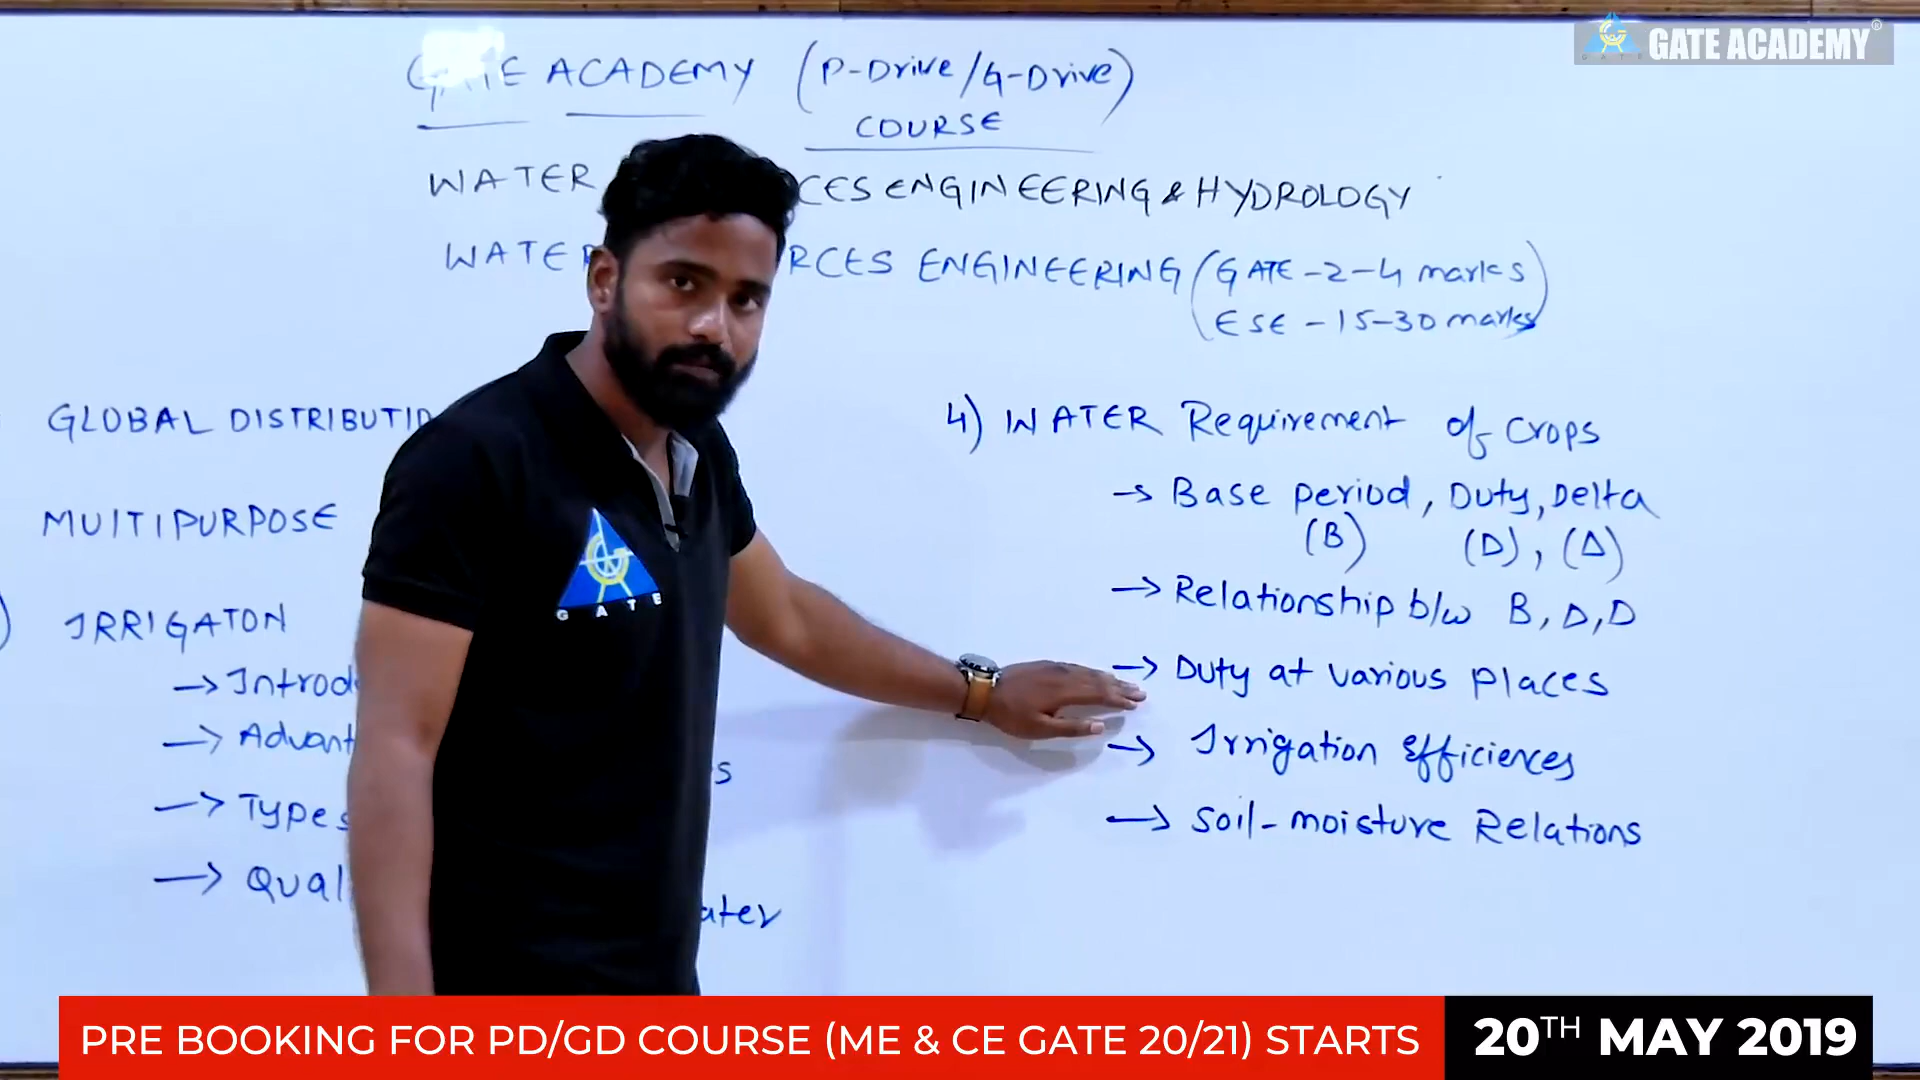 GATE ACADEMY
GATE ACADEMY (P-Drive/G-Drive)
COURSE
WATER CES ENGINEERING & HYDROLOGY
WATER RCES ENGINEERING (GATE-2-4 marks
ESE-15-30 marks)
GLOBAL DISTRIBUTIO
MULTIPURPOSE
IRRIGATON
→ Introd
→ Advant s
→ Types
→ Qual ater
4) WATER Requirement of Crops
→ Base period, Duty, Delta
(B) (D), (Δ)
→ Relationship b/w B, D, D
→ Duty at various places
→ Irrigation Efficiences
→ Soil-moisture Relations
GATE
PRE BOOKING FOR PD/GD COURSE (ME & CE GATE 20/21) STARTS
20TH MAY 2019